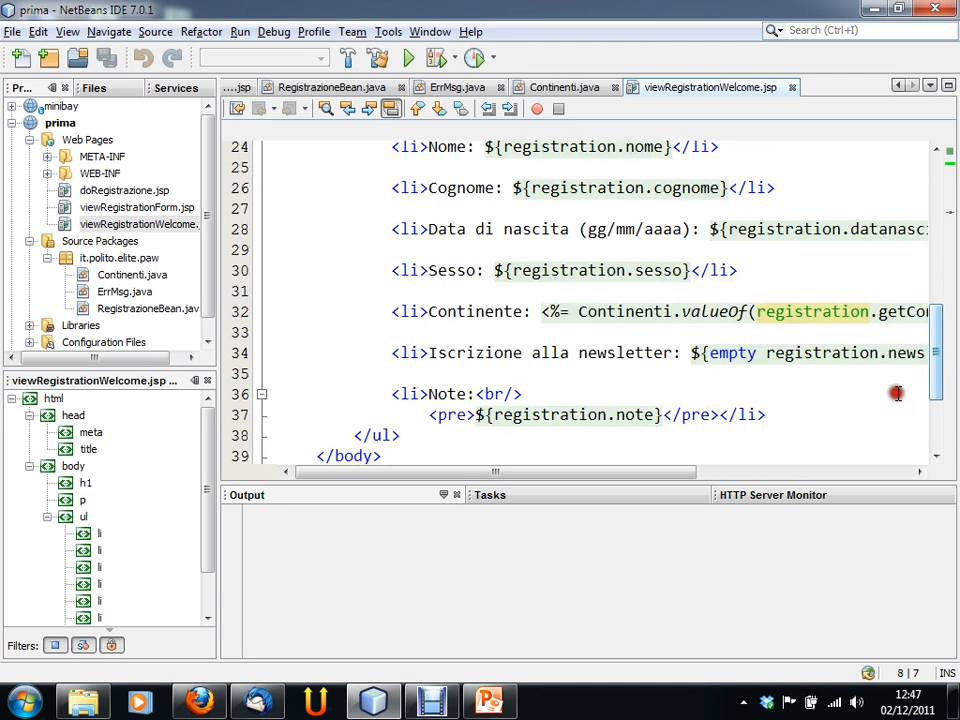 prima - NetBeans IDE 7.0.1
File Edit View Navigate Source Refactor Run Debug Profile Team Tools Window Help
Search (Ctrl+I)
Pr... Files Services
....jsp RegistrazioneBean.java ErrMsg.java Continenti.java viewRegistrationWelcome.jsp
minibay
prima
Web Pages
META-INF
WEB-INF
doRegistrazione.jsp
viewRegistrationForm.jsp
viewRegistrationWelcome.
Source Packages
it.polito.elite.paw
Continenti.java
ErrMsg.java
RegistrazioneBean.jav
Libraries
Configuration Files
24 <li>Nome: ${registration.nome}</li>
25
26 <li>Cognome: ${registration.cognome}</li>
27
28 <li>Data di nascita (gg/mm/aaaa): ${registration.datanasci
29
30 <li>Sesso: ${registration.sesso}</li>
31
32 <li>Continente: <%= Continenti.valueOf(registration.getCon
33
34 <li>Iscrizione alla newsletter: ${empty registration.news
35
36 <li>Note:<br/>
37 <pre>${registration.note}</pre></li>
38 </ul>
39 </body>
viewRegistrationWelcome.jsp ...
html
head
meta
title
body
h1
p
ul
li
li
li
li
li
li
Filters:
Output Tasks HTTP Server Monitor
8 | 7 INS
12:47
02/12/2011